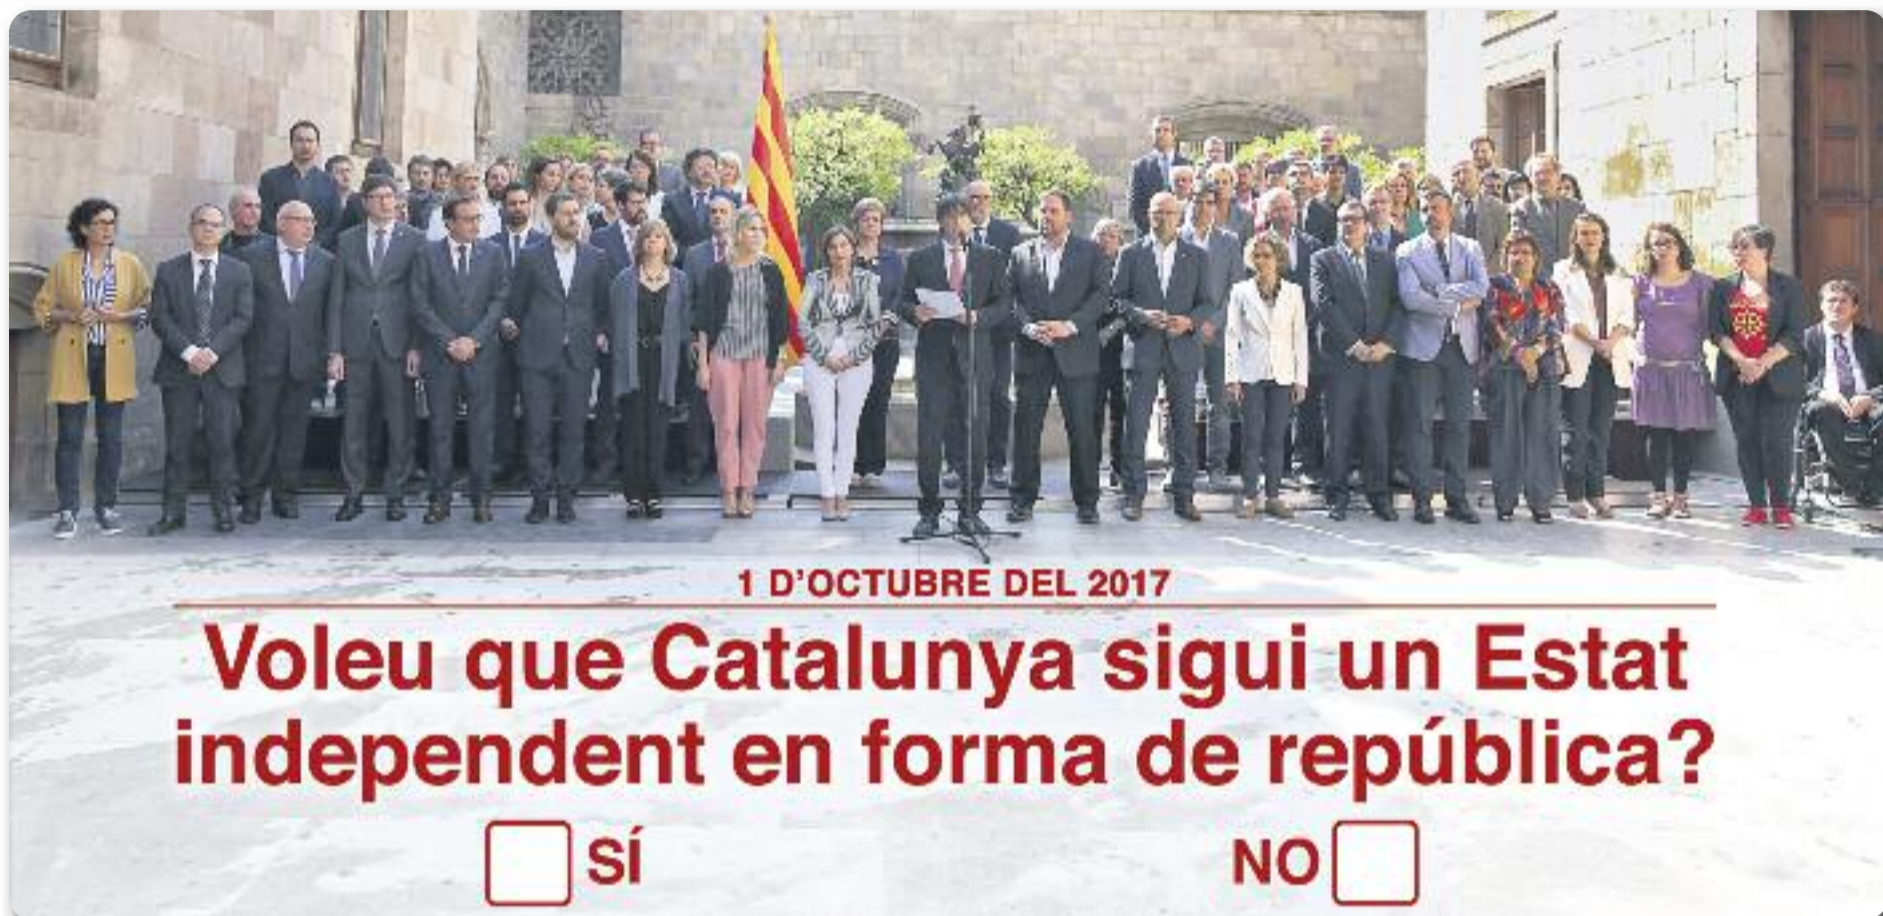 1 D'OCTUBRE DEL 2017
Voleu que Catalunya sigui un Estat
independent en forma de república?
SÍ NO